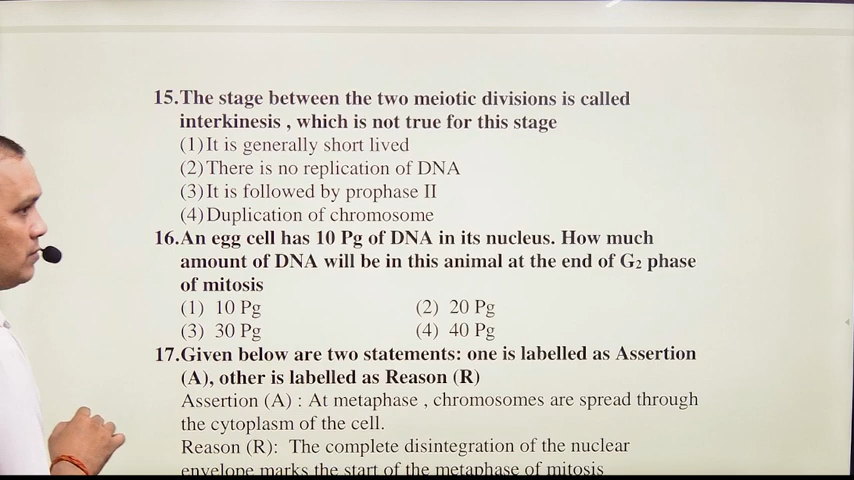 15.The stage between the two meiotic divisions is called
interkinesis , which is not true for this stage
(1)It is generally short lived
(2)There is no replication of DNA
(3)It is followed by prophase II
(4)Duplication of chromosome
16.An egg cell has 10 Pg of DNA in its nucleus. How much
amount of DNA will be in this animal at the end of G₂ phase
of mitosis
(1) 10 Pg (2) 20 Pg
(3) 30 Pg (4) 40 Pg
17.Given below are two statements: one is labelled as Assertion
(A), other is labelled as Reason (R)
Assertion (A) : At metaphase , chromosomes are spread through
the cytoplasm of the cell.
Reason (R): The complete disintegration of the nuclear
envelope marks the start of the metaphase of mitosis